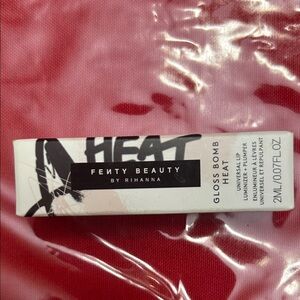 HEAT
FEИTY BEAUTY
BY RIHANNA
GLOSS BOMB
HEAT
UNIVERSAL LIP
LUMINIZER + PLUMPER
ENLUMINEUR À LÈVRES
UNIVERSEL ET REPULPANT
2ML/0.07FL.OZ